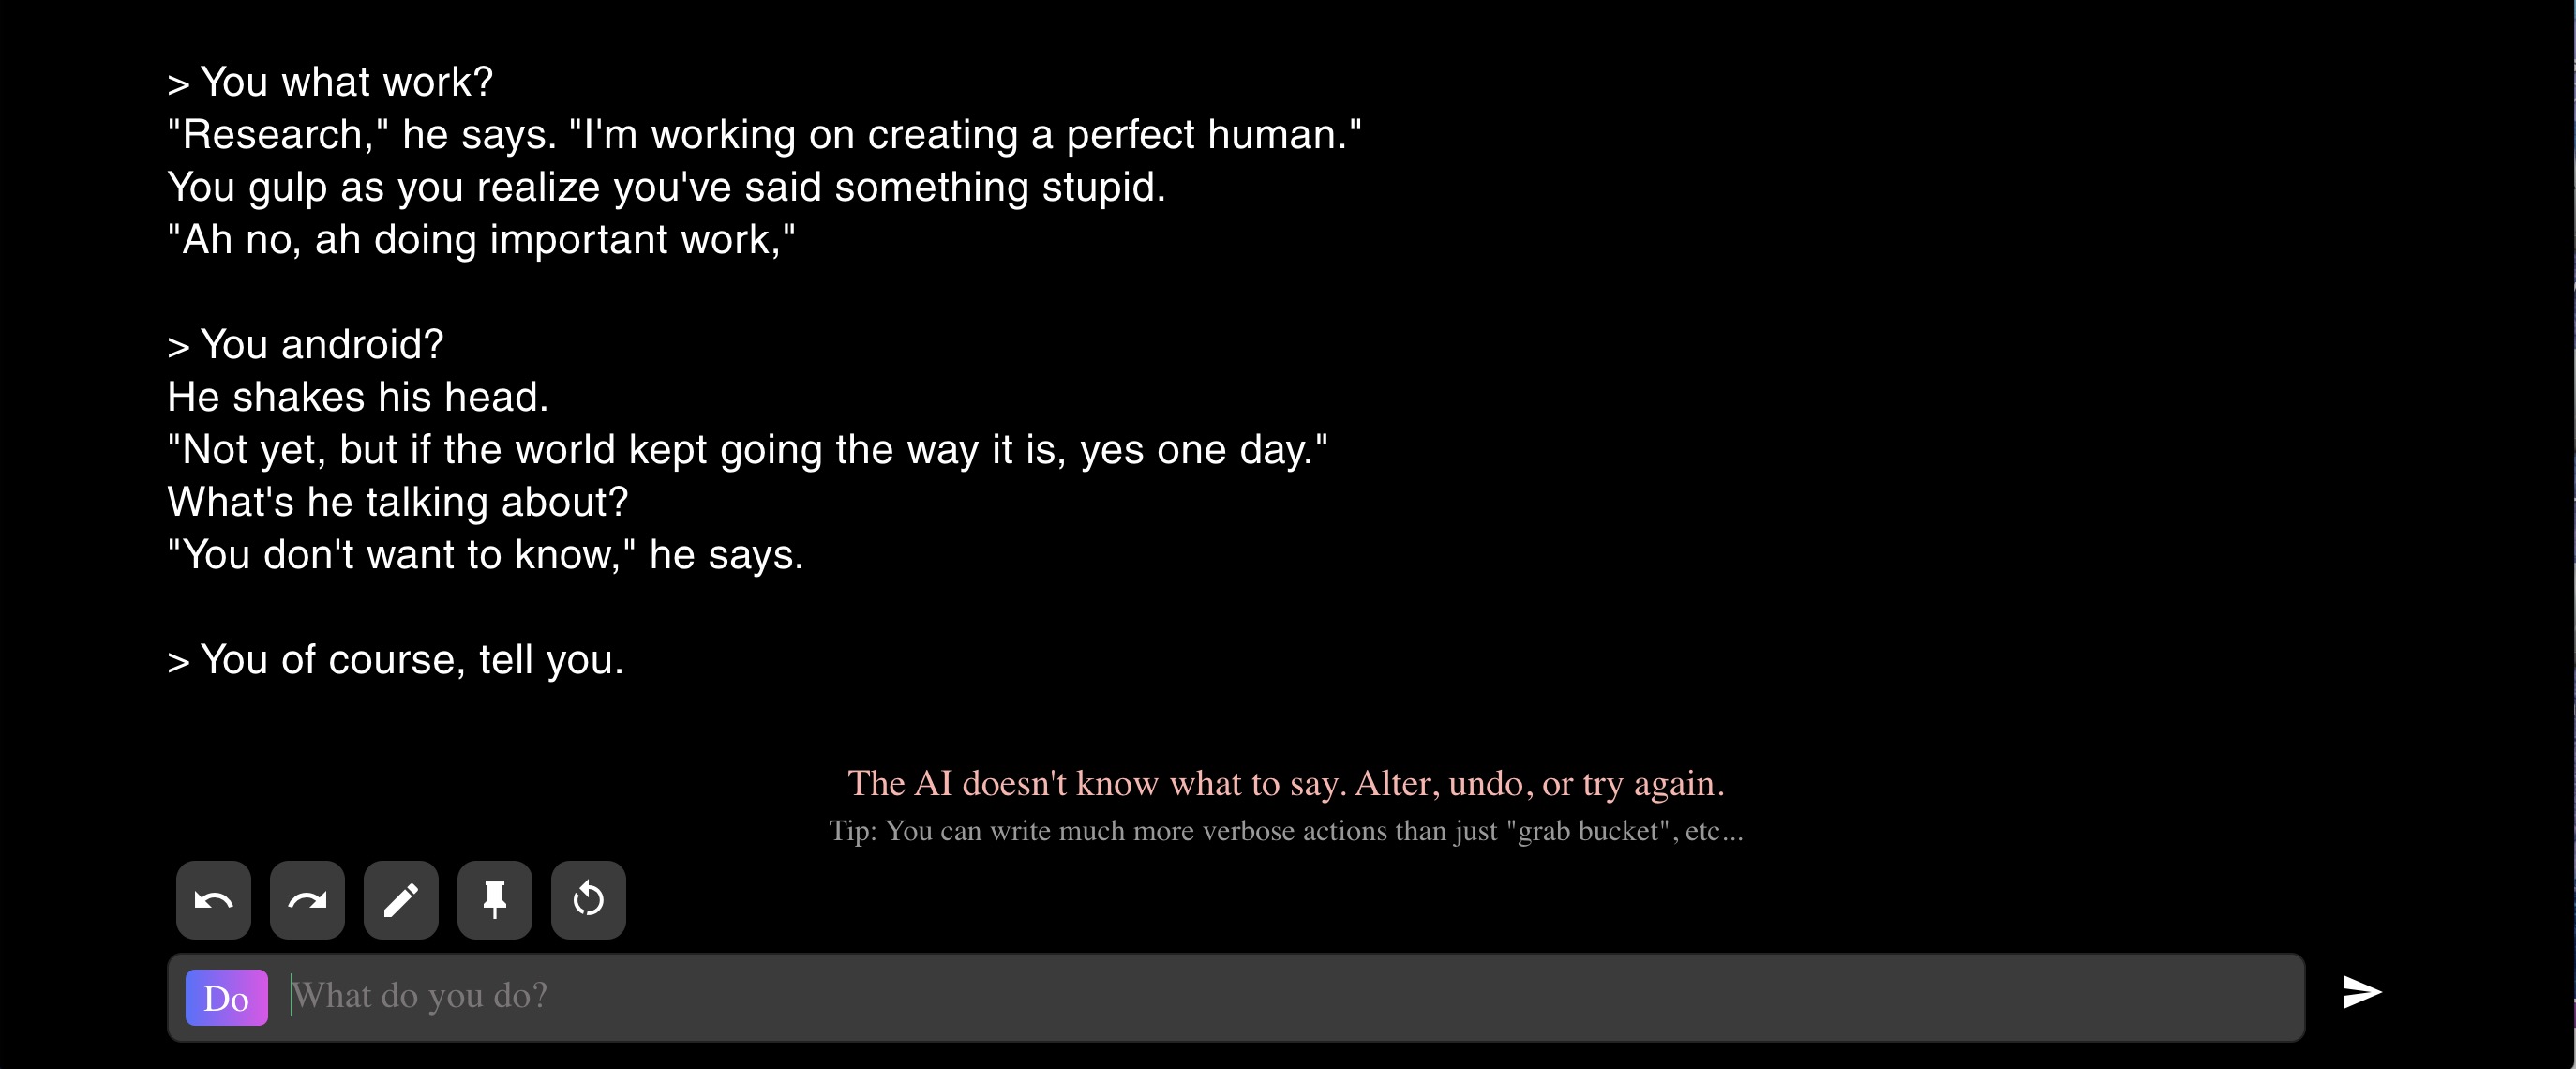 > You what work?
"Research," he says. "I'm working on creating a perfect human."
You gulp as you realize you've said something stupid.
"Ah no, ah doing important work,"
> You android?
He shakes his head.
"Not yet, but if the world kept going the way it is, yes one day."
What's he talking about?
"You don't want to know," he says.
> You of course, tell you.
The AI doesn't know what to say. Alter, undo, or try again.
Tip: You can write much more verbose actions than just "grab bucket", etc...
Do What do you do?